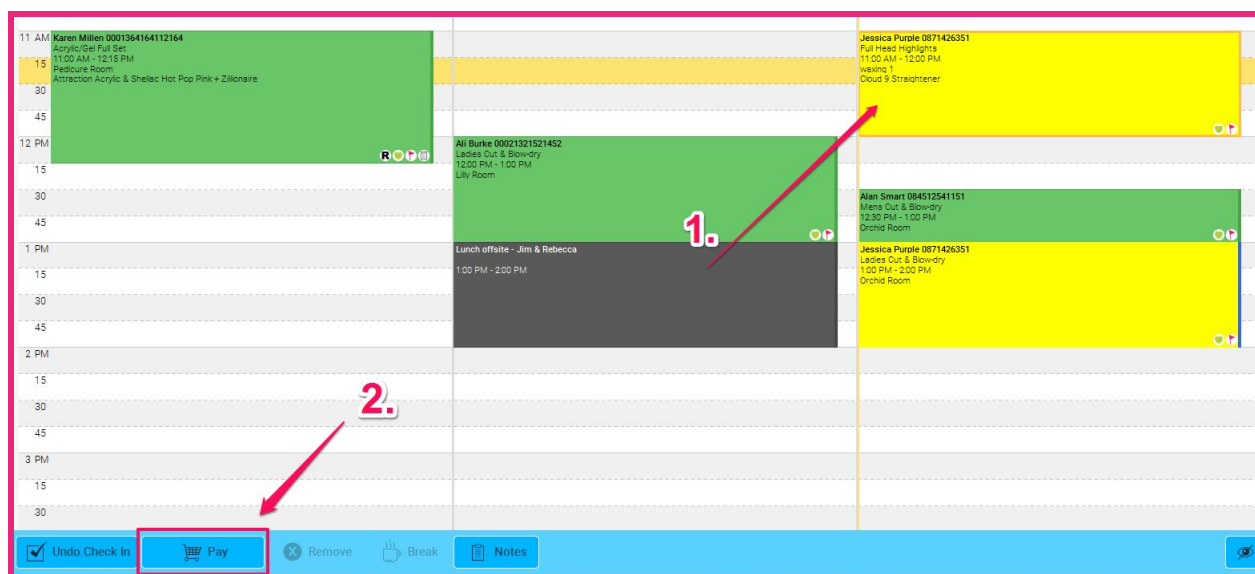 11 AM
15
30
45
12 PM
15
30
45
1 PM
15
30
45
2 PM
15
30
45
3 PM
15
30
Karen Millen 0001364164112164
Acrylic/Gel Full Set
11:00 AM - 12:15 PM
Pedicure Room
Attraction Acrylic & Shellac Hot Pop Pink + Zillionaire
R
Ali Burke 00021321521452
Ladies Cut & Blow-dry
12:00 PM - 1:00 PM
Lilly Room
Lunch offsite - Jim & Rebecca
1:00 PM - 2:00 PM
Jessica Purple 0871426351
Full Head Highlights
11:00 AM - 12:00 PM
waxing 1
Cloud 9 Straightener
Alan Smart 084512541151
Mens Cut & Blow-dry
12:30 PM - 1:00 PM
Orchid Room
Jessica Purple 0871426351
Ladies Cut & Blow-dry
1:00 PM - 2:00 PM
Orchid Room
1.
2.
Undo Check In
Pay
X Remove
Break
Notes